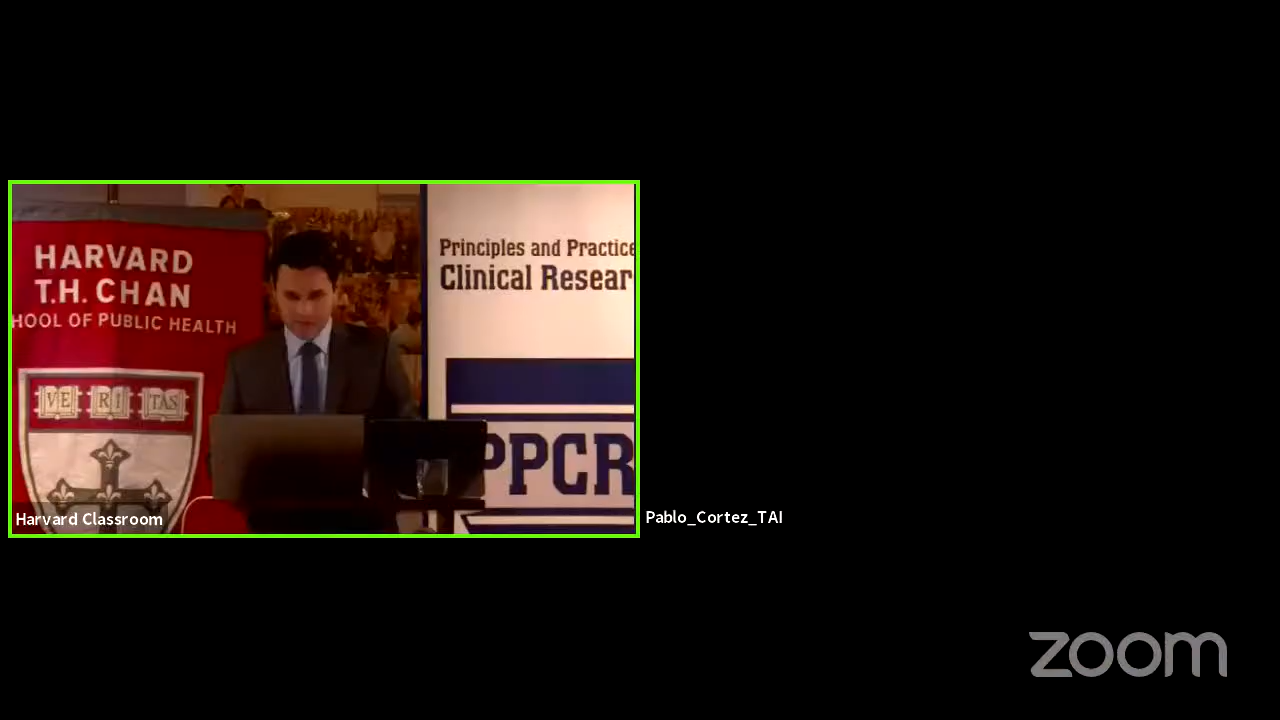 HARVARD
T.H. CHAN
HOOL OF PUBLIC HEALTH
VE RI TAS
Principles and Practice
Clinical Resear
PPCR
Harvard Classroom
Pablo_Cortez_TAI
zoom